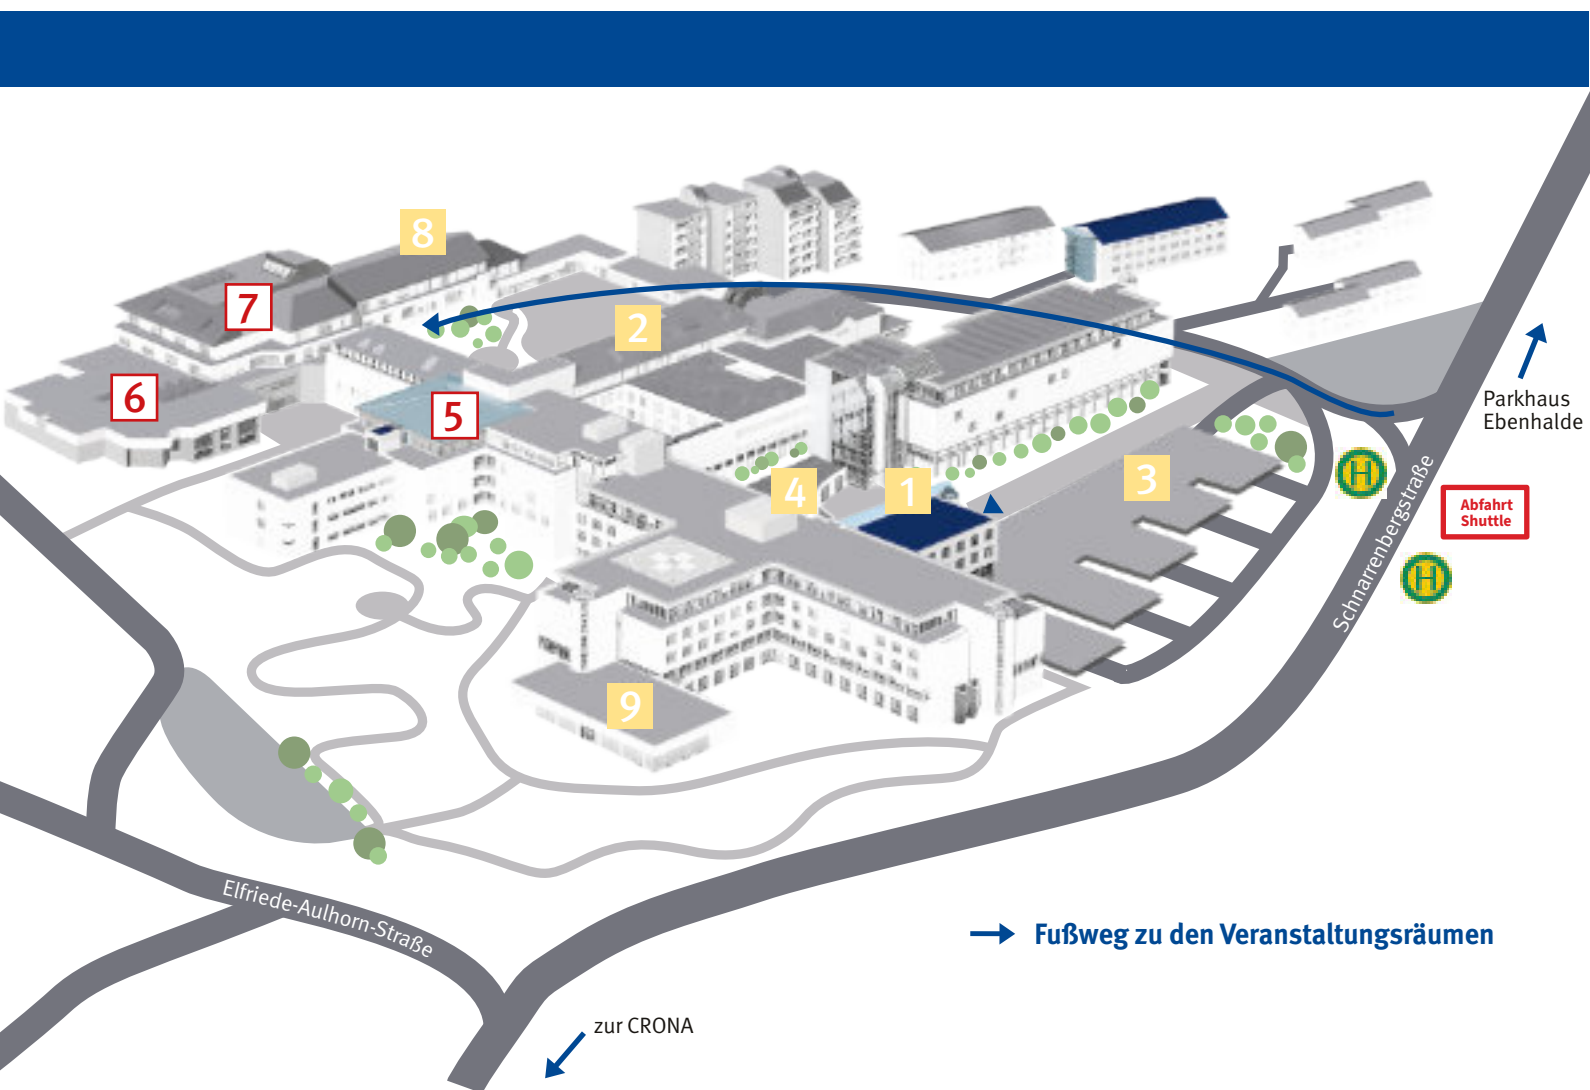 8
7
2
6
5
Parkhaus
Ebenhalde
4
1
3
H
Abfahrt
Shuttle
H
Schnarrenbergstraße
9
Elfriede-Aulhorn-Straße
Fußweg zu den Veranstaltungsräumen
zur CRONA